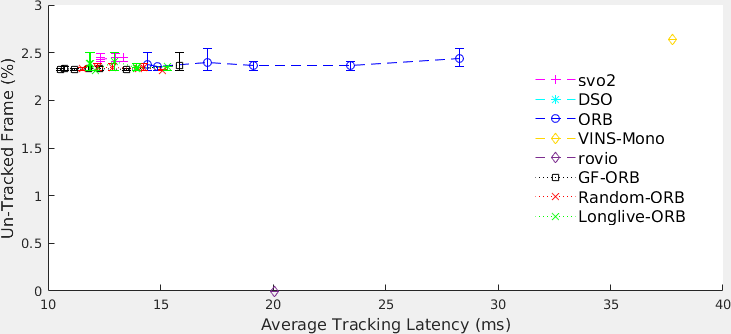 3
2.5
2
1.5
1
0.5
0
Un-Tracked Frame (%)
10 15 20 25 30 35 40
Average Tracking Latency (ms)
svo2
DSO
ORB
VINS-Mono
rovio
GF-ORB
Random-ORB
Longlive-ORB